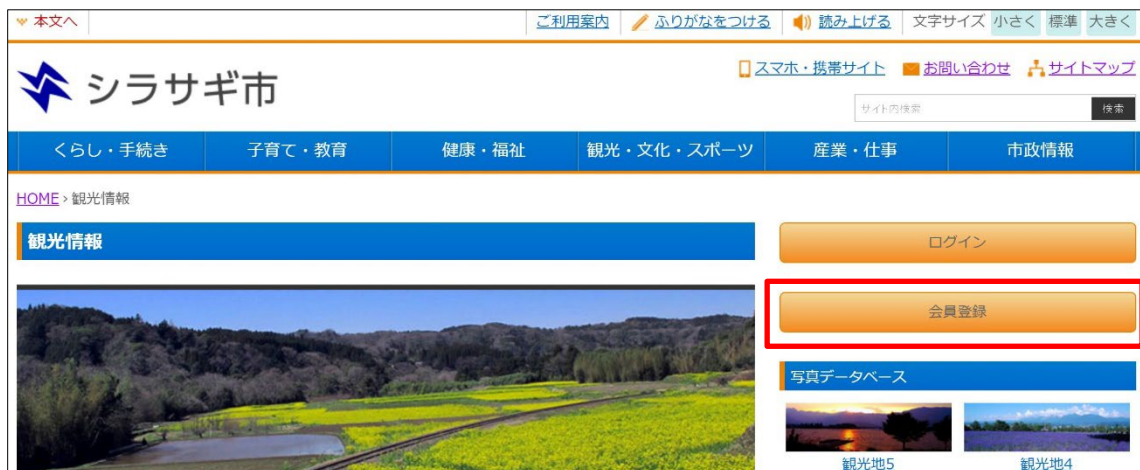 本文へ
ご利用案内 ふりがなをつける 読み上げる 文字サイズ 小さく 標準 大きく
シラサギ市
スマホ・携帯サイト お問い合わせ サイトマップ
サイト内検索 検索
くらし・手続き 子育て・教育 健康・福祉 観光・文化・スポーツ 産業・仕事 市政情報
HOME › 観光情報
観光情報
ログイン
会員登録
写真データベース
観光地5 観光地4